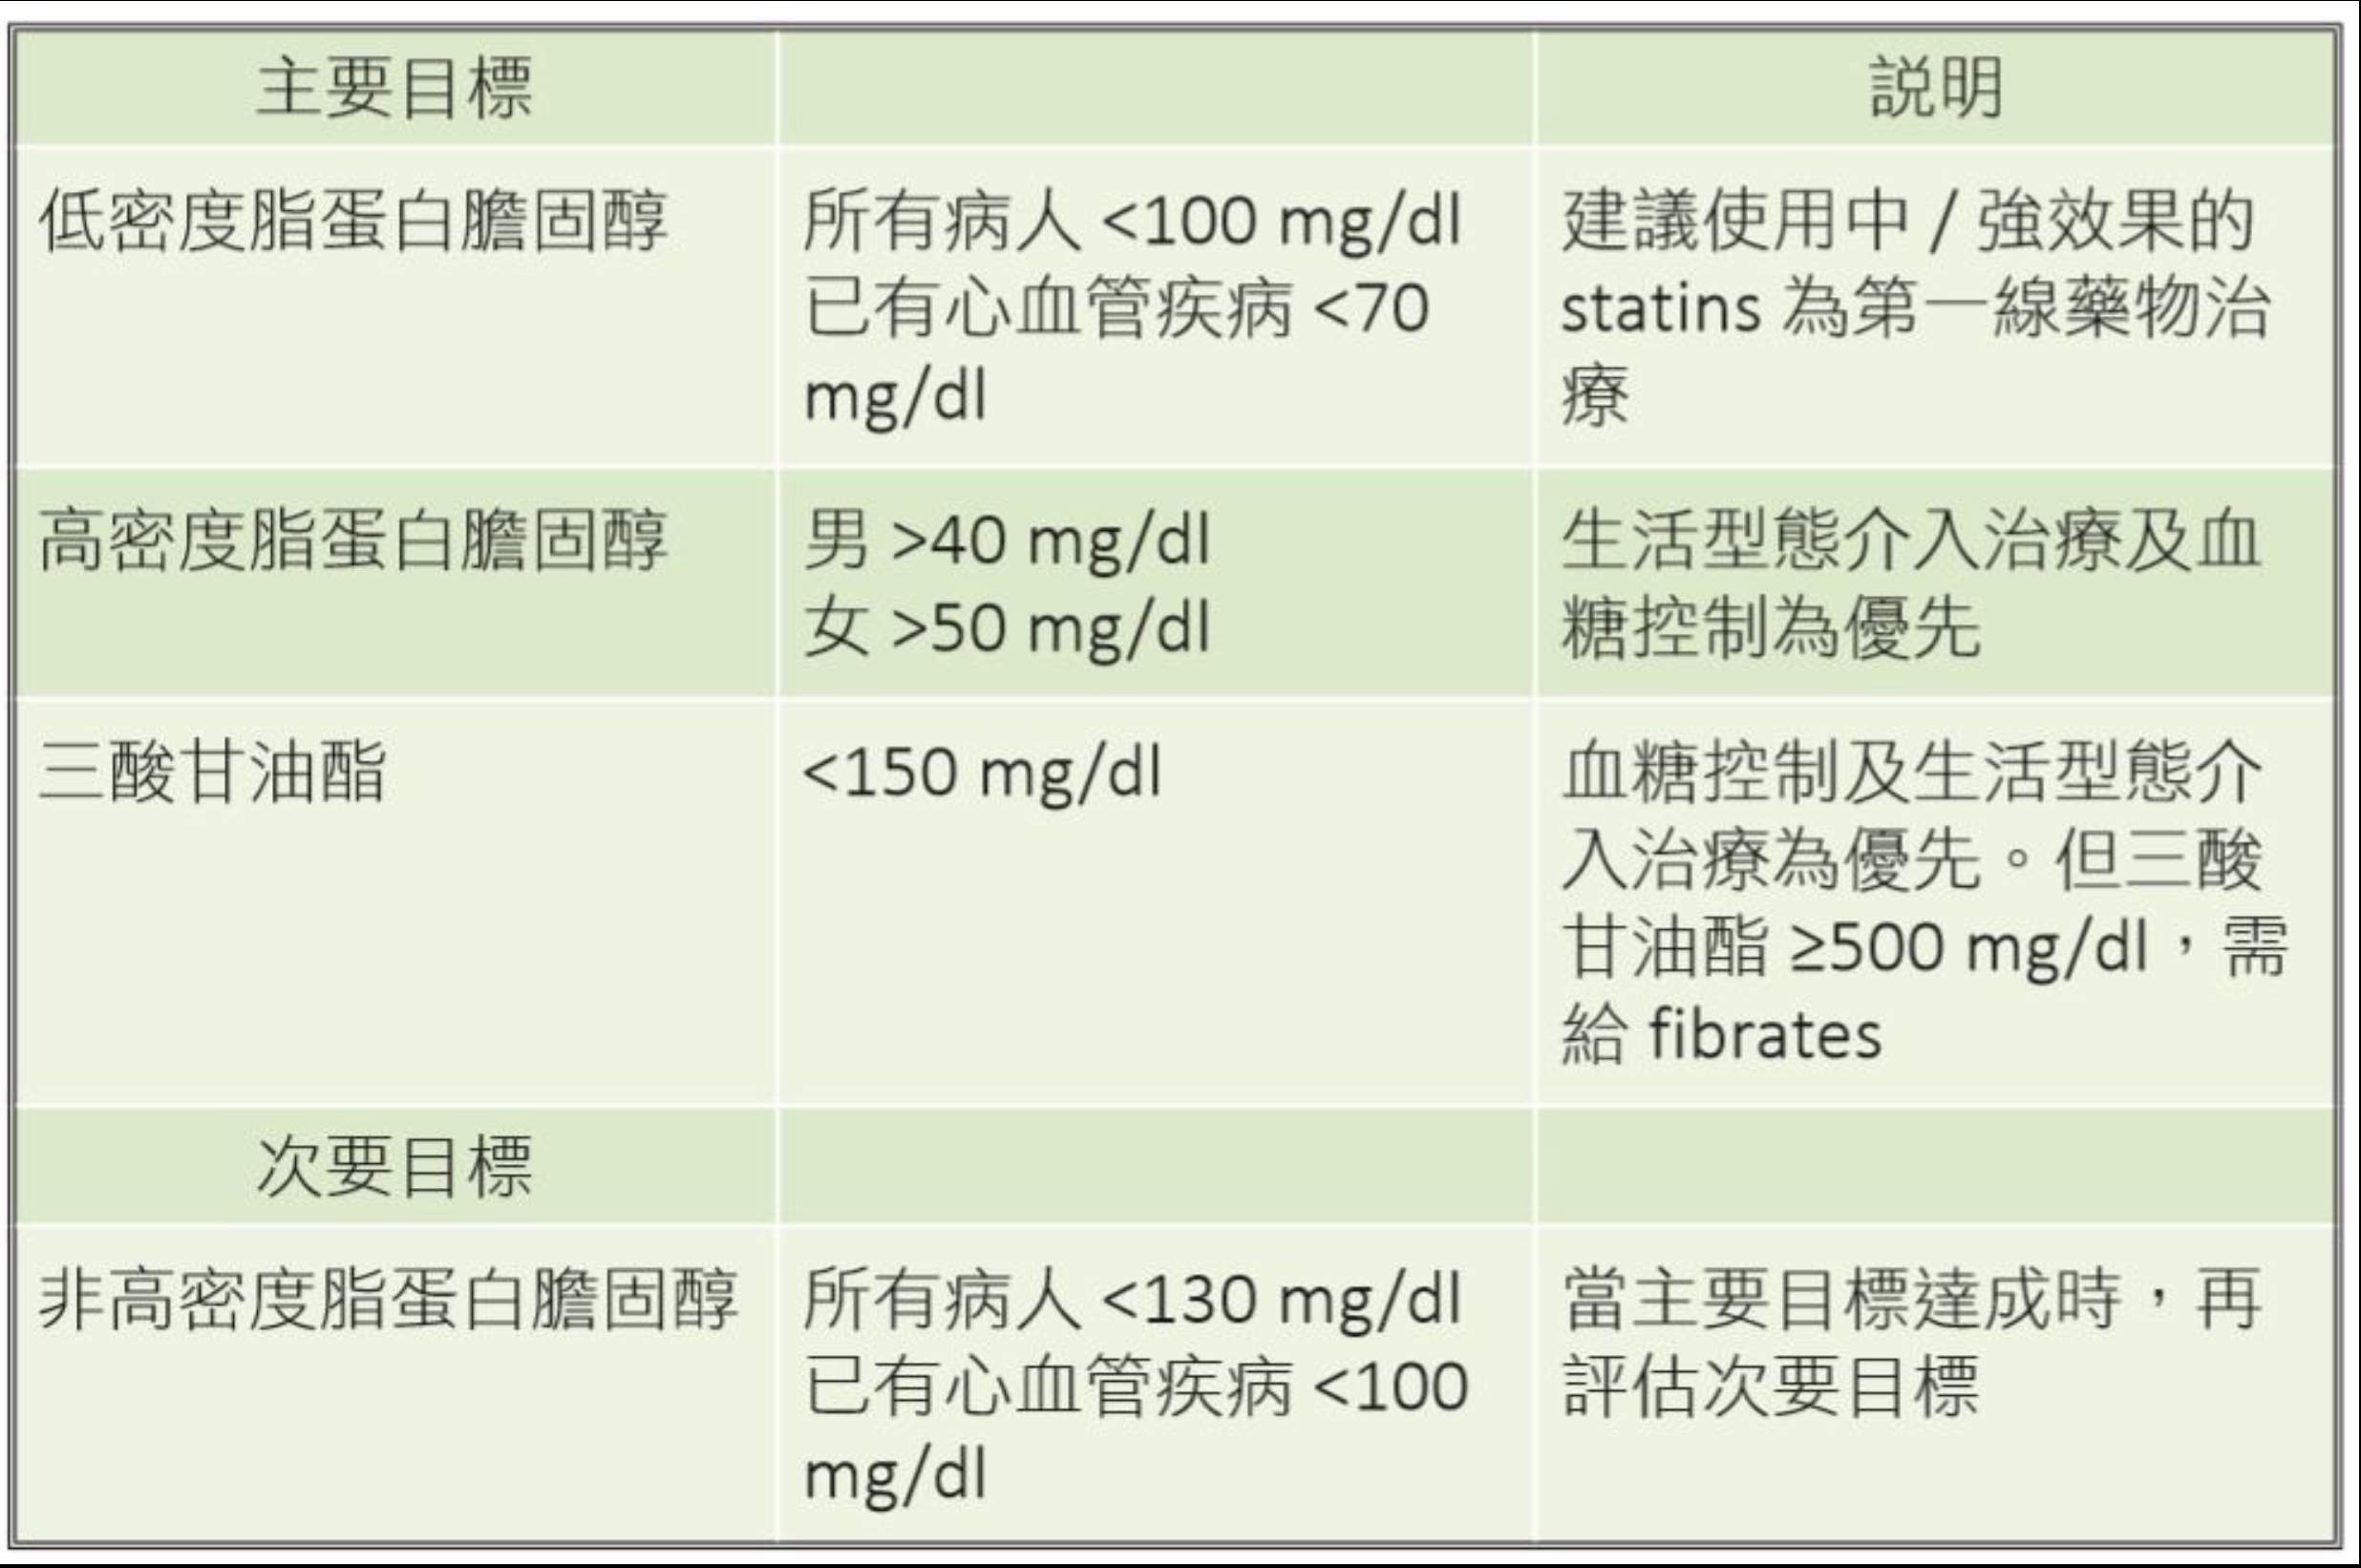 主要目標
説明
低密度脂蛋白膽固醇
所有病人 <100 mg/dl
已有心血管疾病 <70
mg/dl
建議使用中 / 強效果的
statins 為第一線藥物治
療
高密度脂蛋白膽固醇
男 >40 mg/dl
女 >50 mg/dl
生活型態介入治療及血
糖控制為優先
三酸甘油酯
<150 mg/dl
血糖控制及生活型態介
入治療為優先。但三酸
甘油酯 ≥500 mg/dl，需
給 fibrates
次要目標
非高密度脂蛋白膽固醇
所有病人 <130 mg/dl
已有心血管疾病 <100
mg/dl
當主要目標達成時，再
評估次要目標